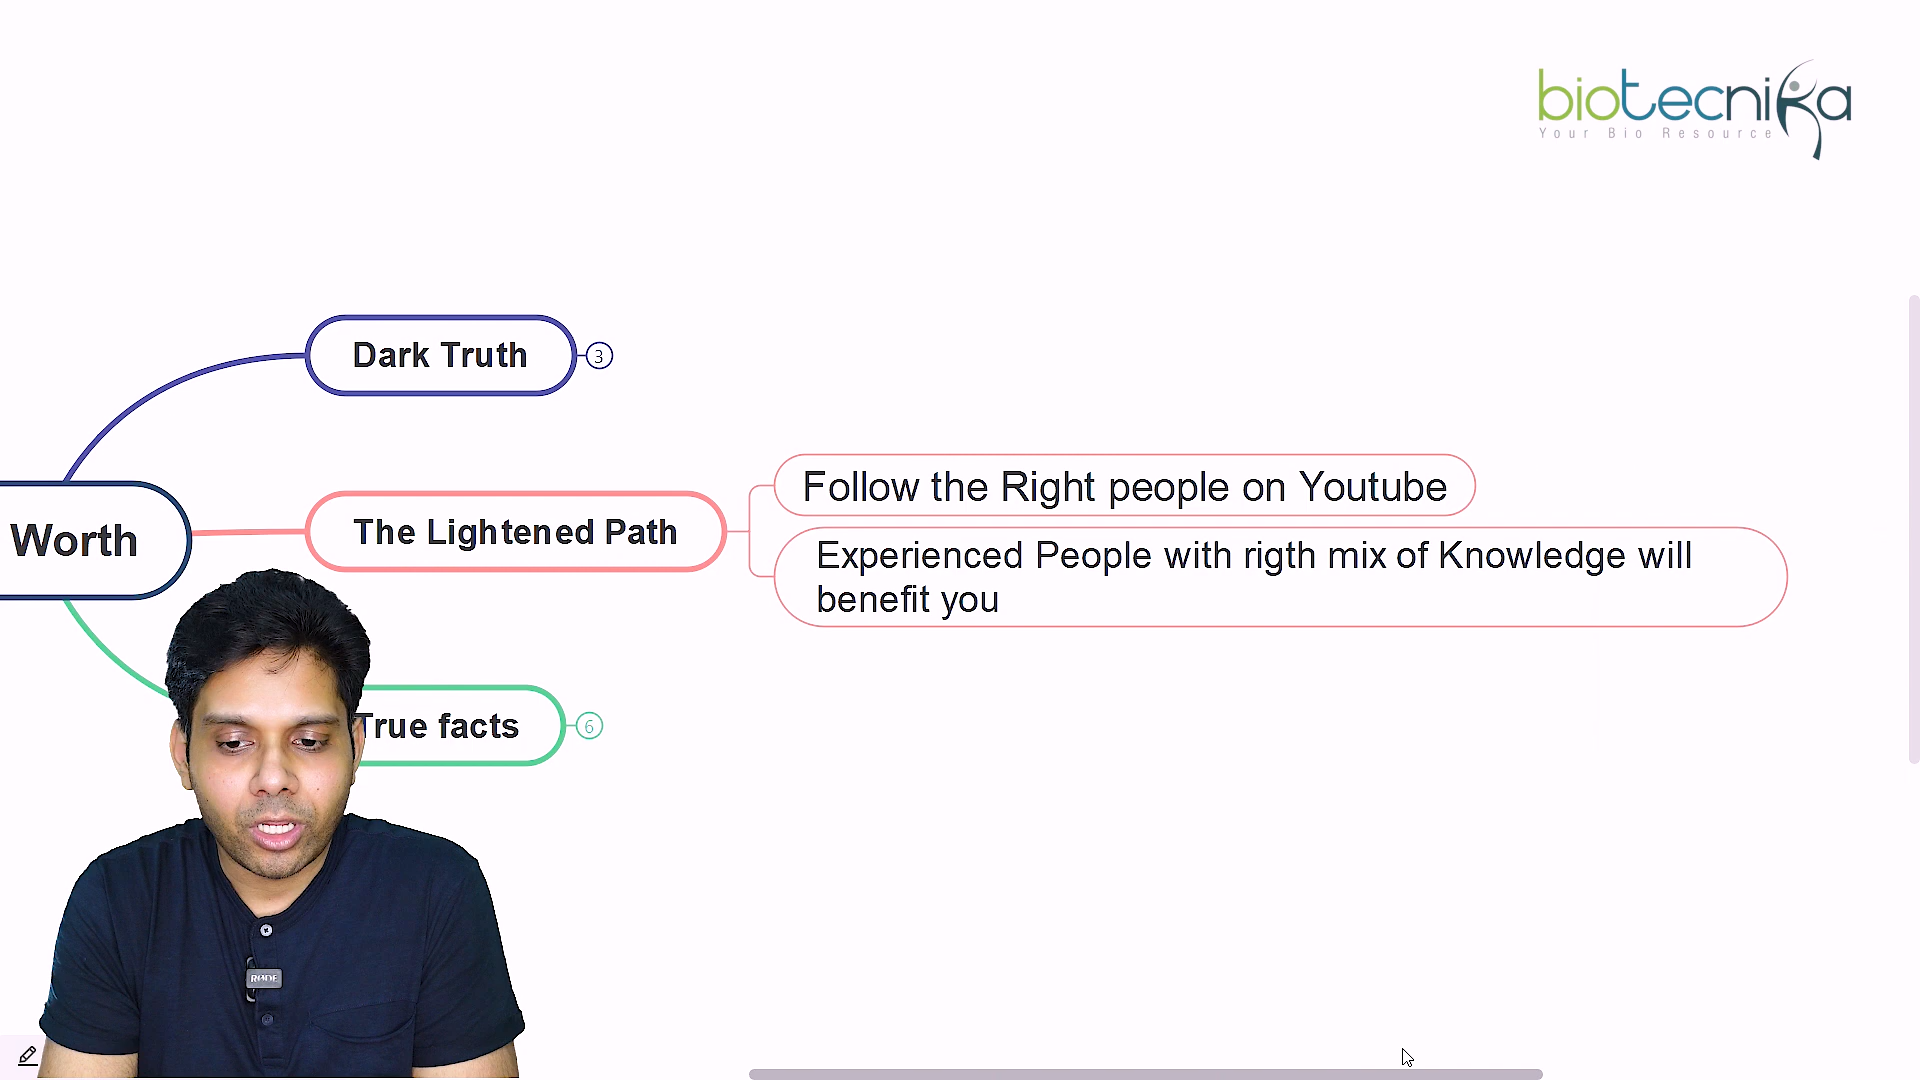 biotecnika
Your Bio Resource
Dark Truth
3
Follow the Right people on Youtube
Worth
The Lightened Path
Experienced People with rigth mix of Knowledge will
benefit you
True facts
6
RØDE